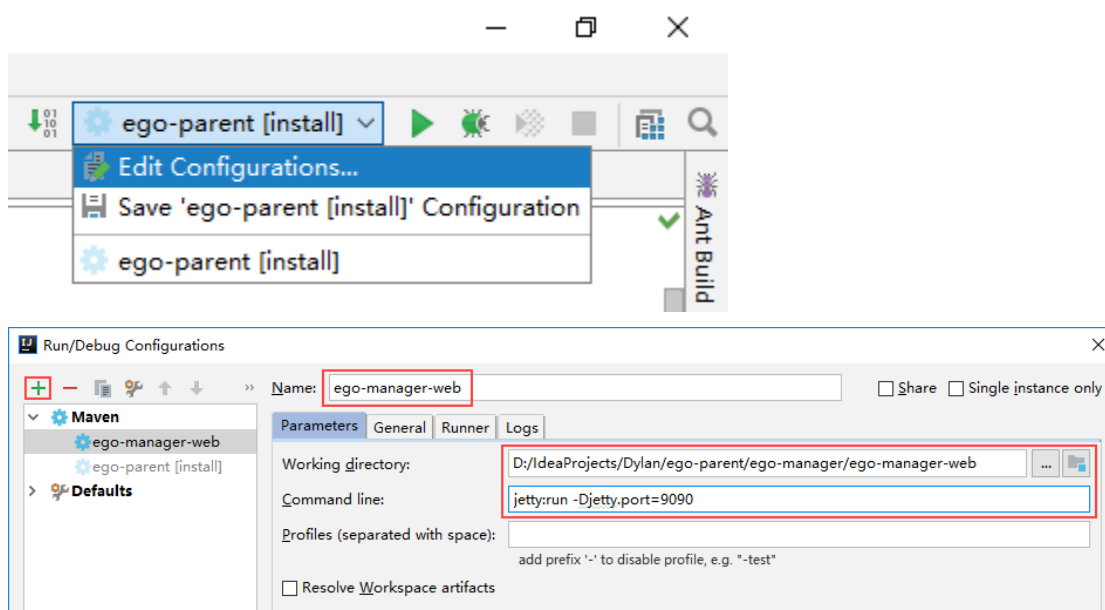 01
10
01
ego-parent [install]
Edit Configurations...
Save 'ego-parent [install]' Configuration
ego-parent [install]
Ant Build
Run/Debug Configurations
Name: ego-manager-web
Share
Single instance only
Maven
ego-manager-web
ego-parent [install]
Defaults
Parameters General Runner Logs
Working directory: D:/IdeaProjects/Dylan/ego-parent/ego-manager/ego-manager-web ...
Command line: jetty:run -Djetty.port=9090
Profiles (separated with space):
add prefix '-' to disable profile, e.g. "-test"
Resolve Workspace artifacts